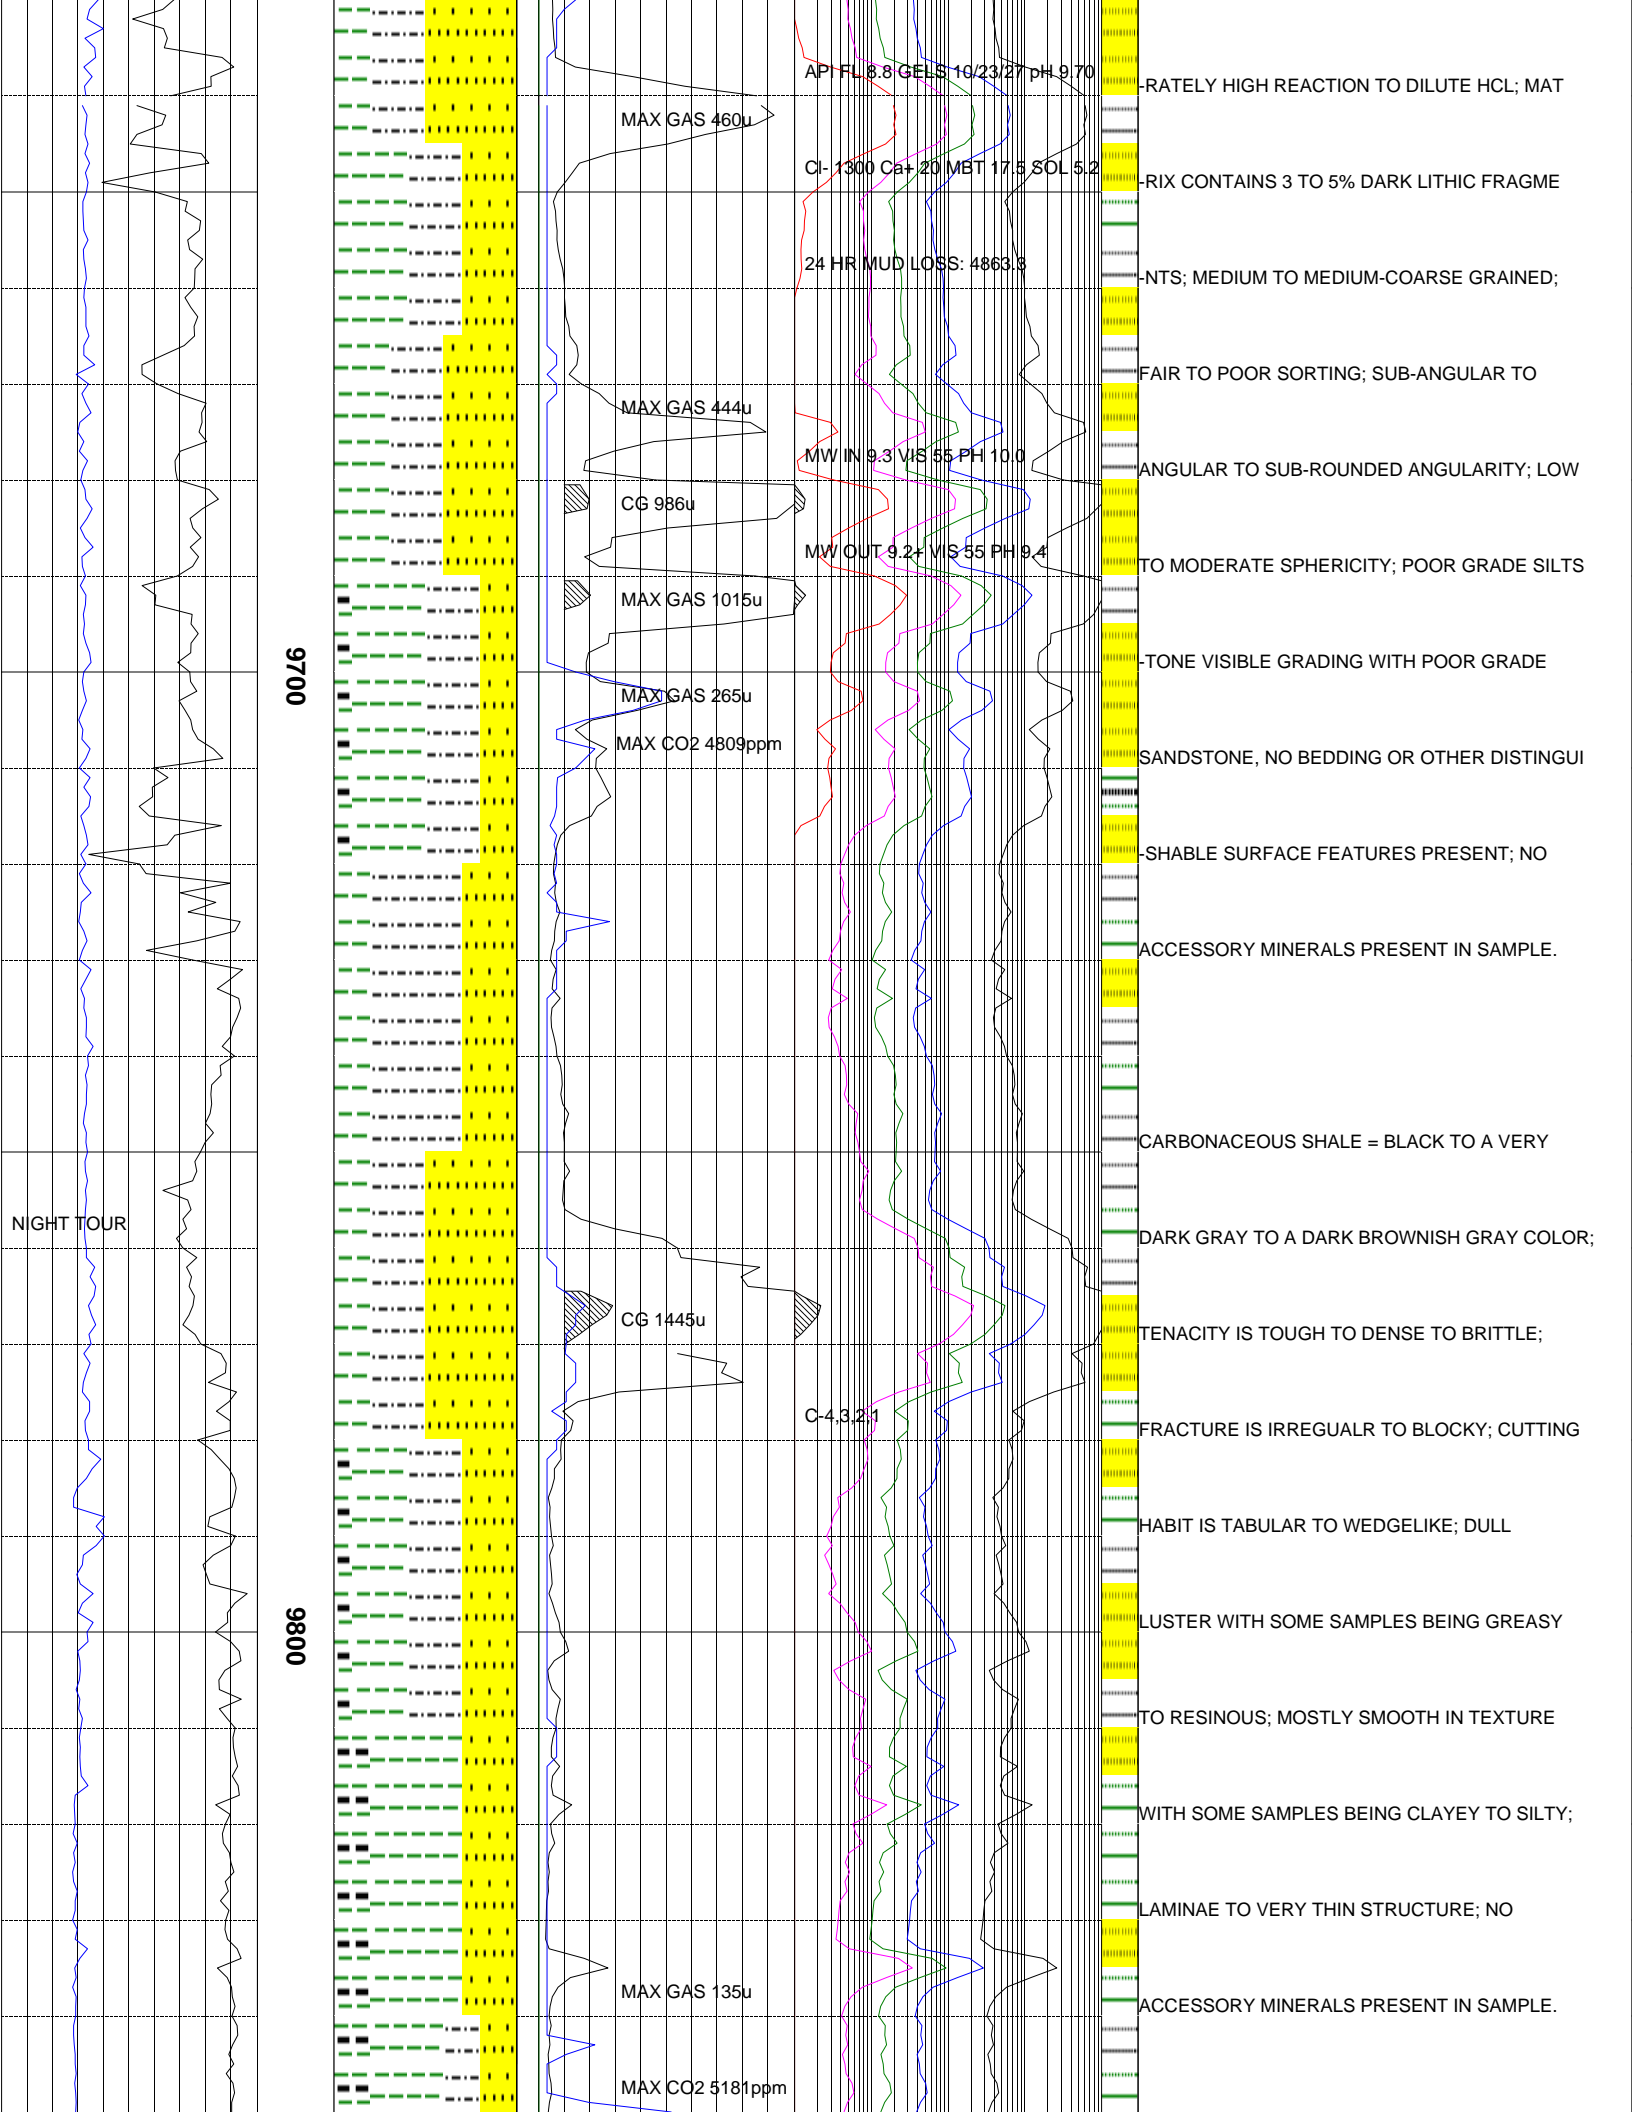 API FL 8.8 GELS 10/23/27 pH 9.70
-RATELY HIGH REACTION TO DILUTE HCL; MAT
MAX GAS 460u
Cl- 1300 Ca+ 20 MBT 17.5 SOL 5.2
-RIX CONTAINS 3 TO 5% DARK LITHIC FRAGME
24 HR MUD LOSS: 4863.3
-NTS; MEDIUM TO MEDIUM-COARSE GRAINED;
FAIR TO POOR SORTING; SUB-ANGULAR TO
MAX GAS 444u
MW IN 9.3 VIS 55 PH 10.0
ANGULAR TO SUB-ROUNDED ANGULARITY; LOW
CG 986u
MW OUT 9.2+ VIS 55 PH 9.4
TO MODERATE SPHERICITY; POOR GRADE SILTS
MAX GAS 1015u
9700
-TONE VISIBLE GRADING WITH POOR GRADE
MAX GAS 265u
MAX CO2 4809ppm
SANDSTONE, NO BEDDING OR OTHER DISTINGUI
-SHABLE SURFACE FEATURES PRESENT; NO
ACCESSORY MINERALS PRESENT IN SAMPLE.
CARBONACEOUS SHALE = BLACK TO A VERY
NIGHT TOUR
DARK GRAY TO A DARK BROWNISH GRAY COLOR;
CG 1445u
TENACITY IS TOUGH TO DENSE TO BRITTLE;
C-4,3,2,1
FRACTURE IS IRREGUALR TO BLOCKY; CUTTING
HABIT IS TABULAR TO WEDGELIKE; DULL
9800
LUSTER WITH SOME SAMPLES BEING GREASY
TO RESINOUS; MOSTLY SMOOTH IN TEXTURE
WITH SOME SAMPLES BEING CLAYEY TO SILTY;
LAMINAE TO VERY THIN STRUCTURE; NO
MAX GAS 135u
ACCESSORY MINERALS PRESENT IN SAMPLE.
MAX CO2 5181ppm